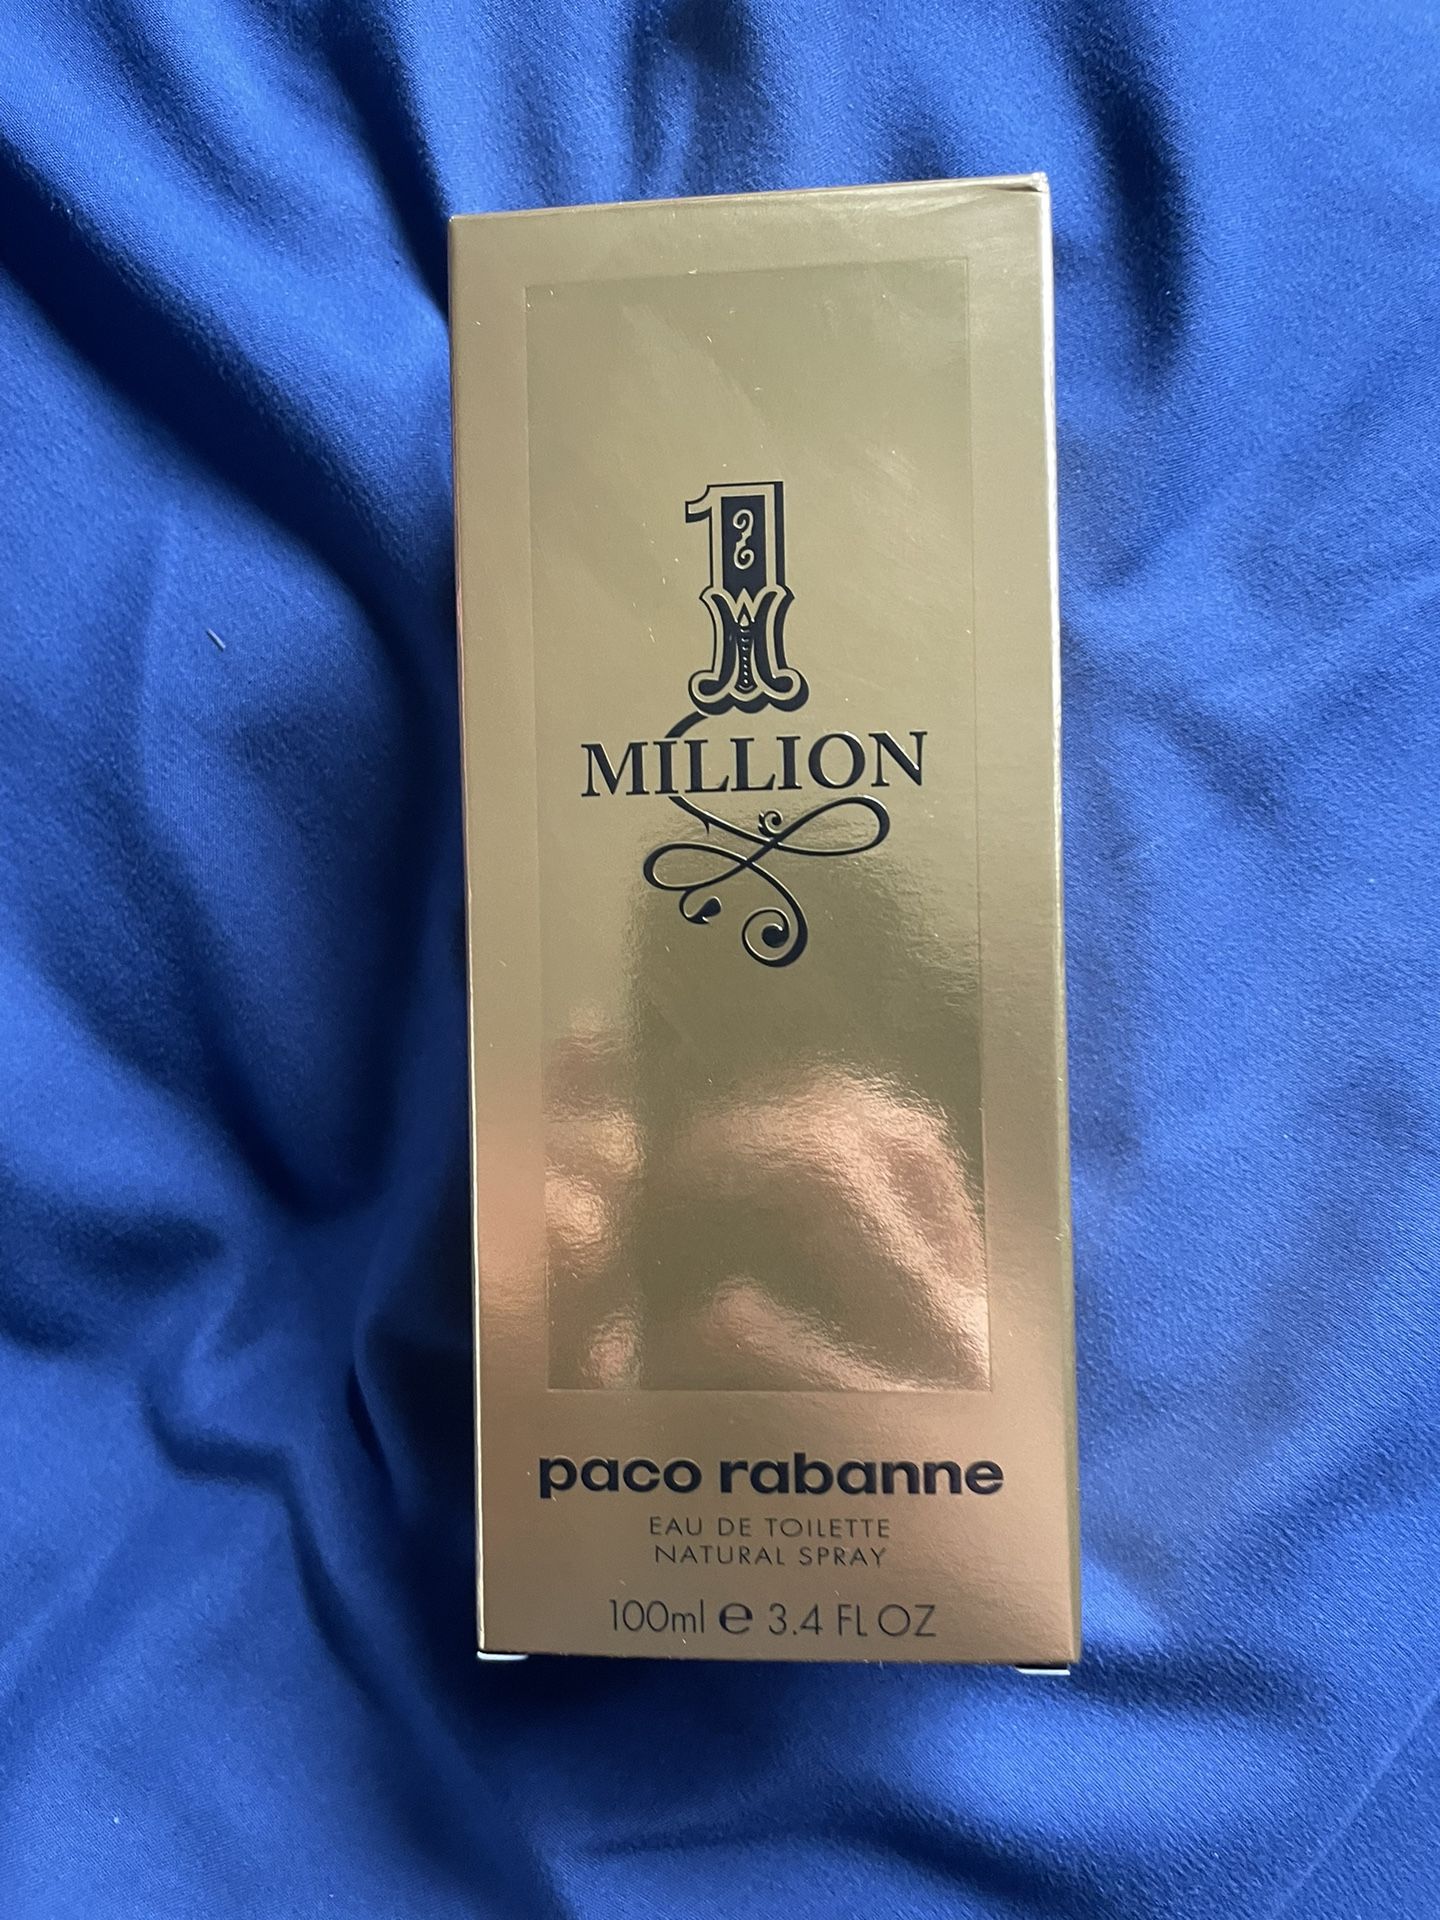 1
MILLION
paco rabanne
EAU DE TOILETTE
NATURAL SPRAY
100ml e 3.4 FL OZ